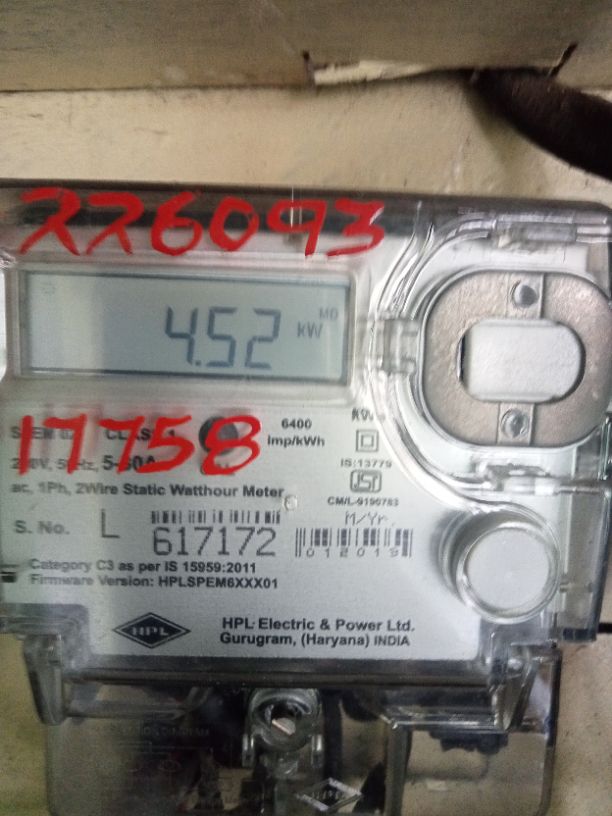 226093
MD
4.52 kW
17758
6400
imp/kWh
5-60A
IS:13779
CM/L-9190783
ac, 1Ph, 2Wire Static Watthour Meter
M/Yr.
S. No. L 617172
012019
Category C3 as per IS 15959:2011
Firmware Version: HPLSPEM6XXX01
HPL
HPL Electric & Power Ltd.
Gurugram, (Haryana) INDIA